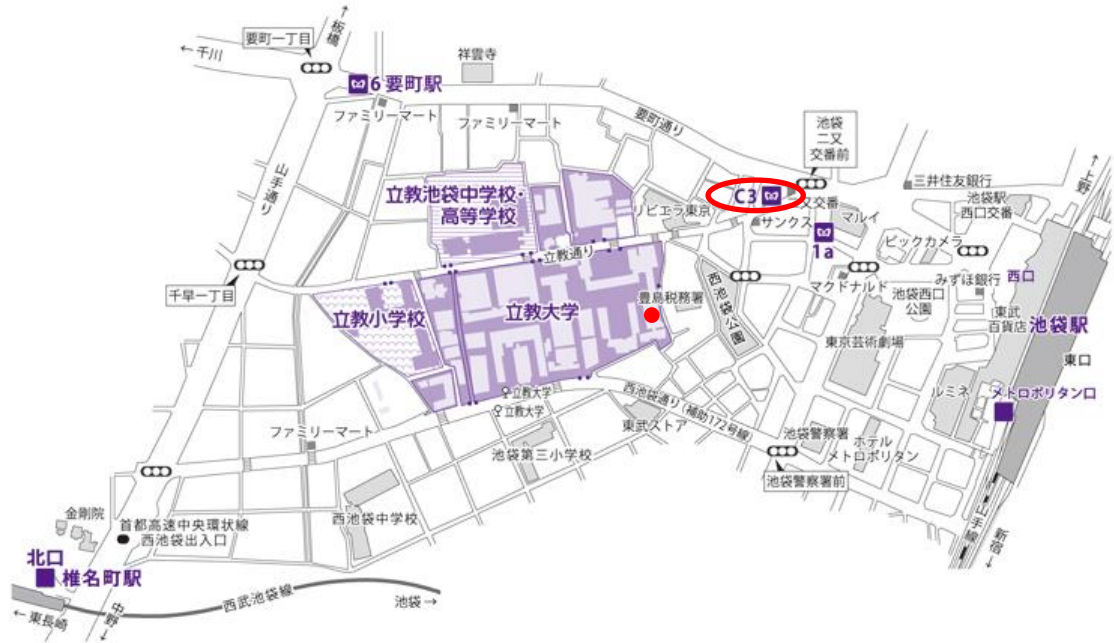 ↑板橋
要町一丁目
← 千川
6 要町駅
祥雲寺
ファミリーマート
ファミリーマート
要町通り
池袋
二又
交番前
山手通り
立教池袋中学校・
高等学校
C3
二又交番
三井住友銀行
池袋駅
西口交番
上野→
リビエラ東京
サンクス
マルイ
1a
ビックカメラ
立教通り
千早一丁目
立教小学校
立教大学
豊島税務署
西池袋公園
マクドナルド
みずほ銀行
西口
池袋西口
公園
東武
百貨店
池袋駅
東京芸術劇場
東口
立教大学
立教大学
西池袋通り(補助172号線)
ルミネ
メトロポリタン口
ファミリーマート
東武ストア
池袋第三小学校
池袋警察署
ホテル
メトロポリタン
池袋警察署前
西池袋中学校
金剛院
首都高速中央環状線
西池袋出入口
山手線
新宿→
北口
椎名町駅
西武池袋線
池袋 →
← 東長崎
中野→